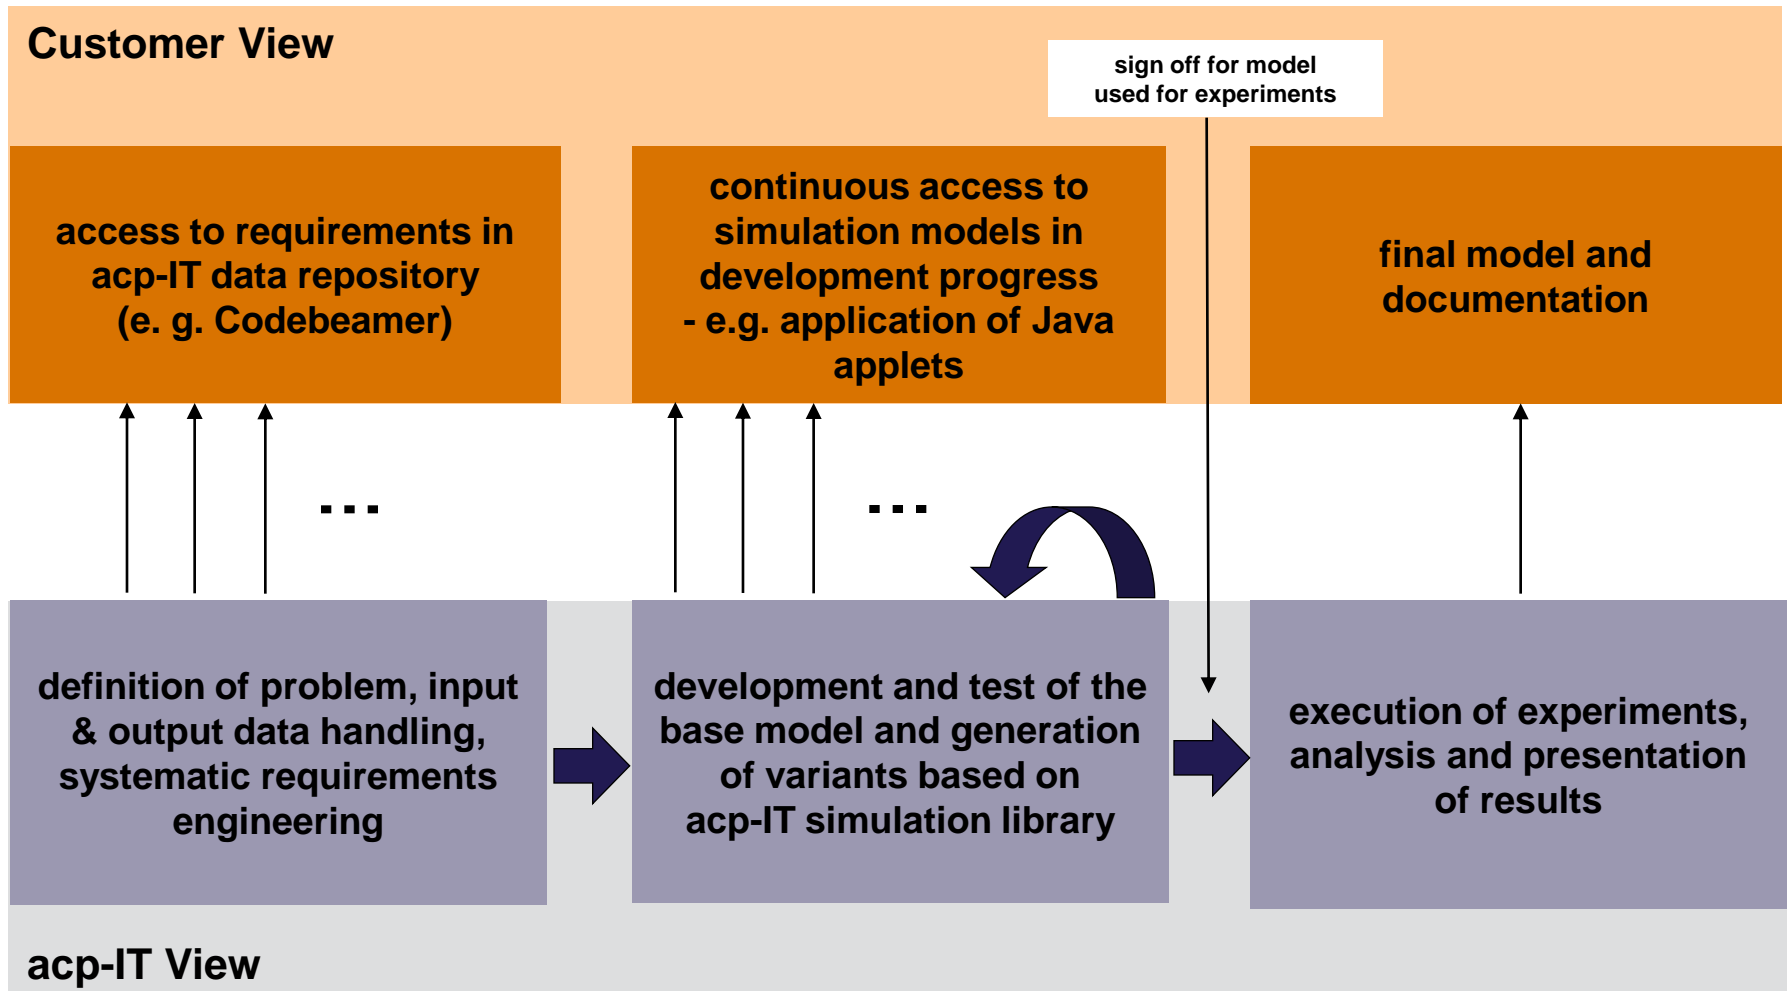 Customer View
sign off for model
used for experiments
access to requirements in
acp-IT data repository
(e. g. Codebeamer)
continuous access to
simulation models in
development progress
- e.g. application of Java
applets
final model and
documentation
...
...
definition of problem, input
& output data handling,
systematic requirements
engineering
development and test of the
base model and generation
of variants based on
acp-IT simulation library
execution of experiments,
analysis and presentation
of results
acp-IT View